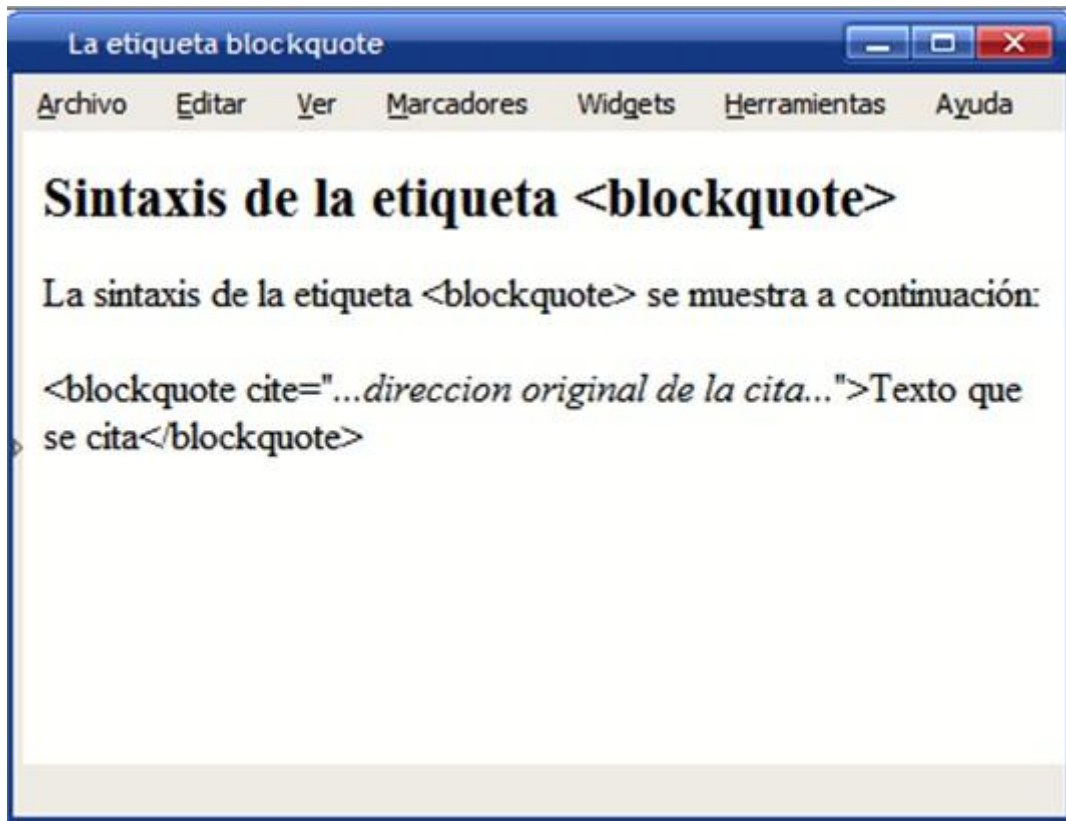 La etiqueta blockquote
Archivo Editar Ver Marcadores Widgets Herramientas Ayuda
Sintaxis de la etiqueta <blockquote>
La sintaxis de la etiqueta <blockquote> se muestra a continuación:
<blockquote cite="...direccion original de la cita...">Texto que
se cita</blockquote>